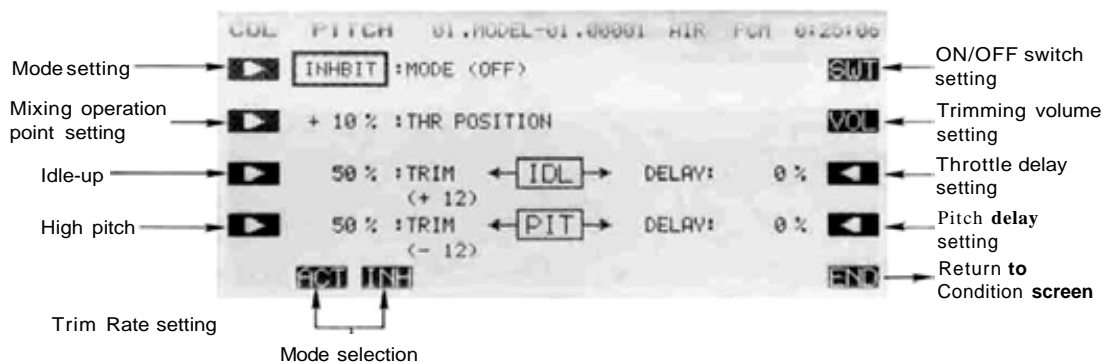 CDL PITCH 01.MODEL-01.00001 AIR PCM 0:25:06
Mode setting
INHBIT :MODE (OFF)
SWT
ON/OFF switch
setting
Mixing operation
point setting
+ 10 % :THR POSITION
VOL
Trimming volume
setting
Idle-up
50 % :TRIM
(+ 12)
IDL
DELAY: 0 %
Throttle delay
setting
High pitch
50 % :TRIM
(- 12)
PIT
DELAY: 0 %
Pitch delay
setting
ACT INH
END
Return to
Condition screen
Trim Rate setting
Mode selection